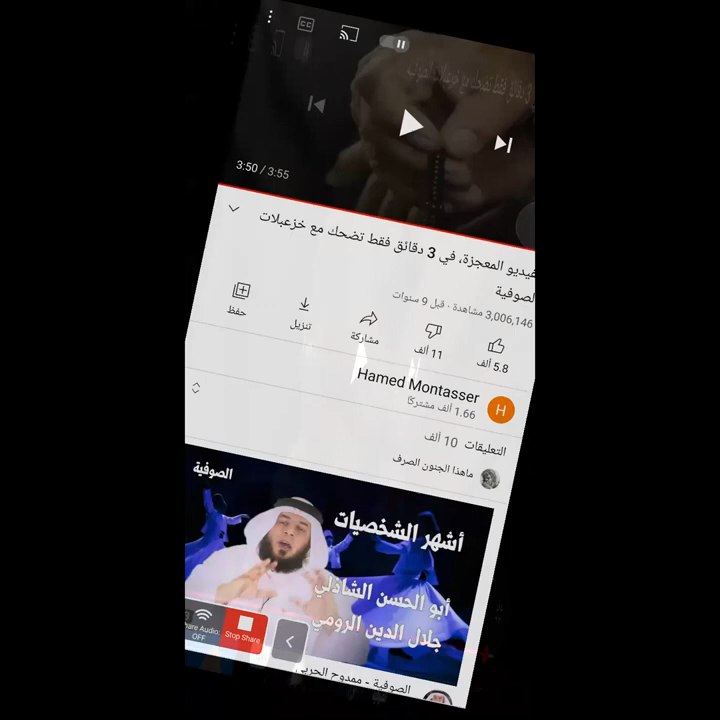 CC
3:50 / 3:55
فيديو المعجزة، في 3 دقائق فقط تضحك مع خزعبلات
الصوفية
3,006,146 مشاهدة · قبل 9 سنوات
5.8 ألف
11 ألف
مشاركة
تنزيل
حفظ
Hamed Montasser
1.66 ألف مشترك
التعليقات 10 ألف
ماهذا الجنون الصرف
الصوفية
أشهر الشخصيات
أبو الحسن الشاذلي
جلال الدين الرومي
Audio:
OFF
Stop Share
الصوفية - ممدوح الحربي